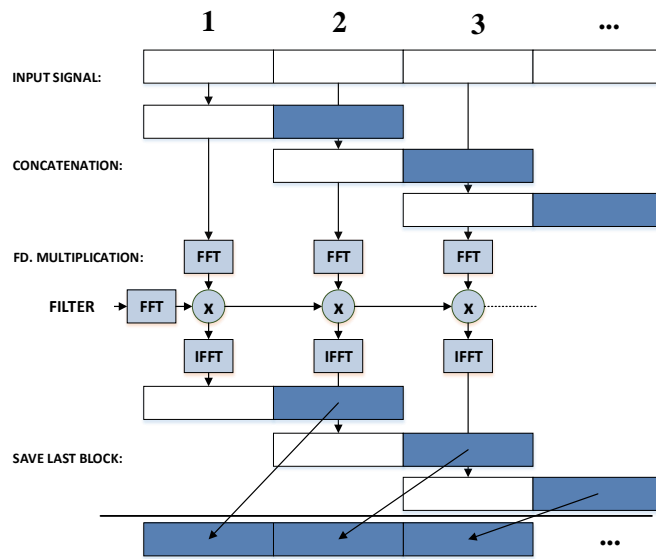 1 2 3 ...
INPUT SIGNAL:
CONCATENATION:
FD. MULTIPLICATION:
FFT FFT FFT
FILTER FFT x x x
IFFT IFFT IFFT
SAVE LAST BLOCK:
...